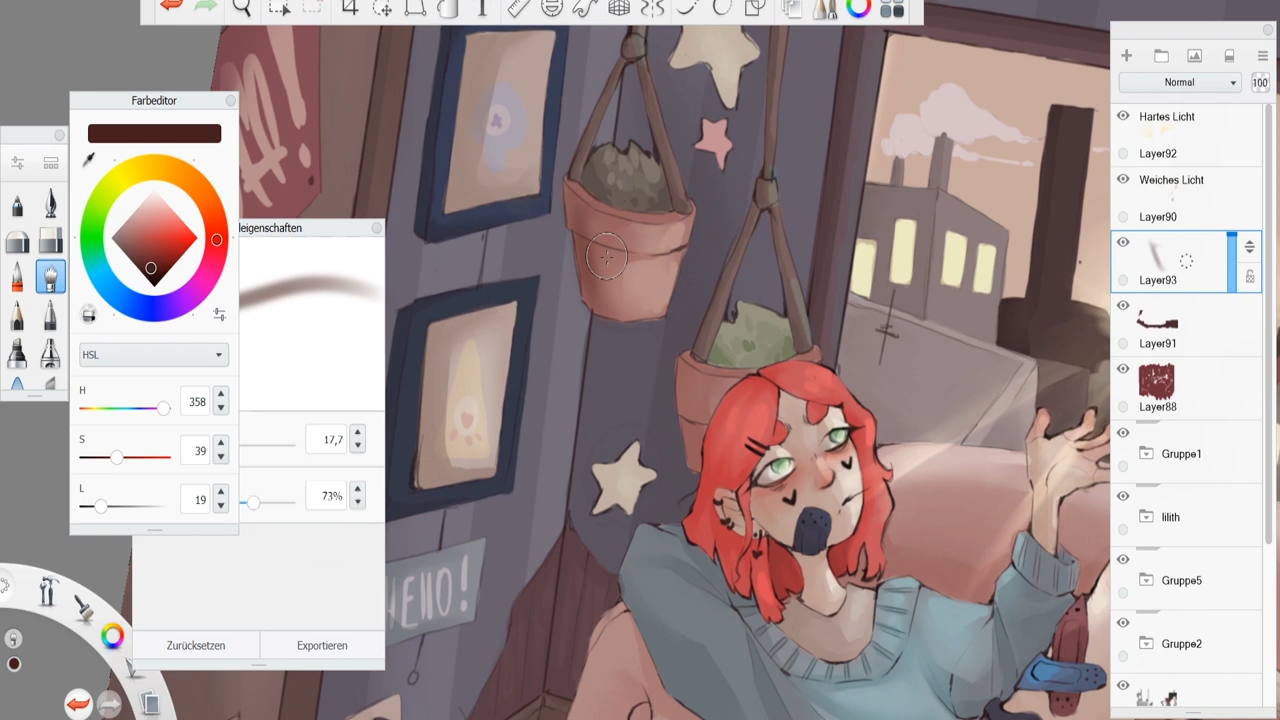 Farbeditor
HSL
H
358
S
39
L
19
leigenschaften
17,7
73%
Zurücksetzen
Exportieren
HENO!
Normal
100
Hartes Licht
Layer92
Weiches Licht
Layer90
Layer93
Layer91
Layer88
Gruppe1
lilith
Gruppe5
Gruppe2